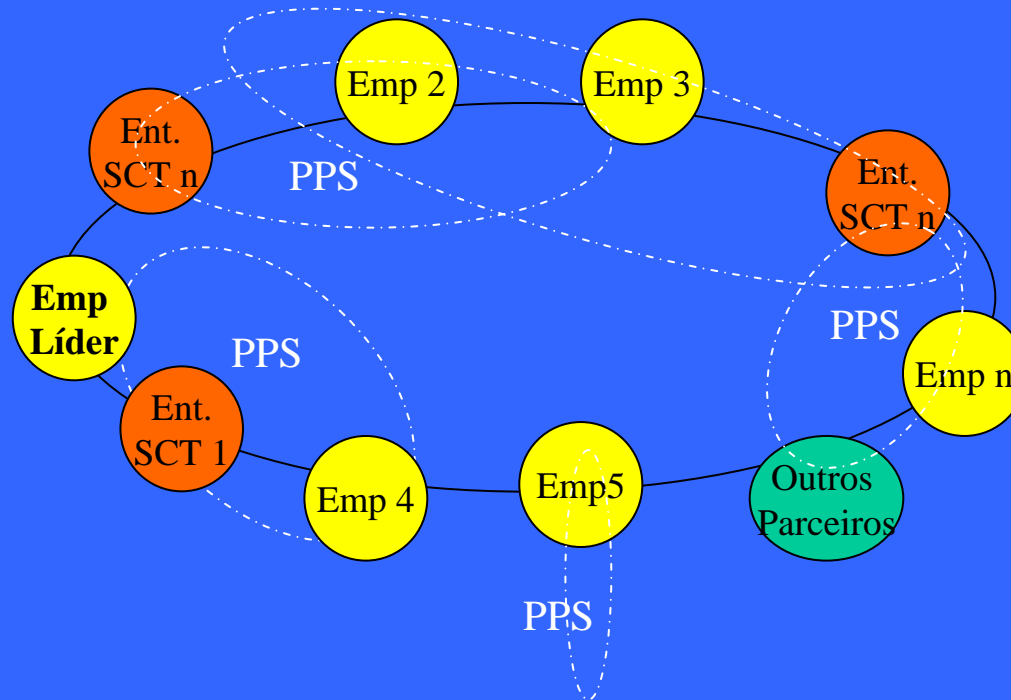 Emp 2
Emp 3
Ent.
SCT n
PPS
Ent.
SCT n
Emp
Líder
PPS
PPS
Emp n
Ent.
SCT 1
Emp 4
Emp5
Outros
Parceiros
PPS